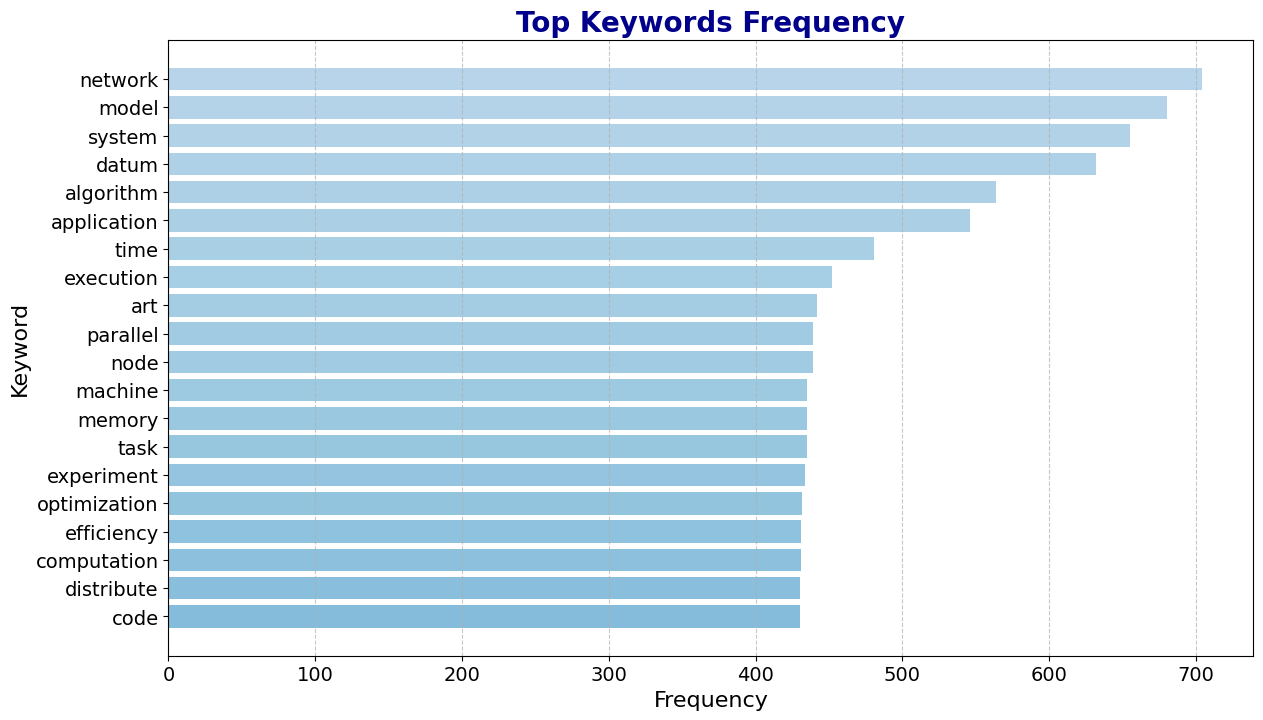 Top Keywords Frequency
network
model
system
datum
algorithm
application
time
execution
art
parallel
node
machine
memory
task
experiment
optimization
efficiency
computation
distribute
code
Keyword
0 100 200 300 400 500 600 700
Frequency